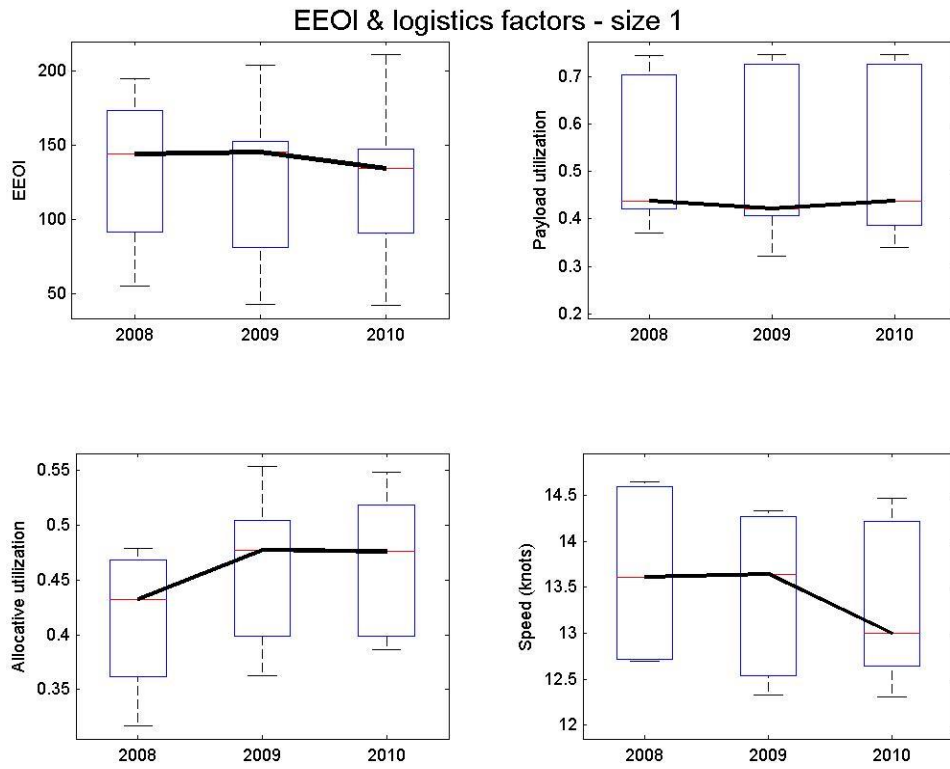 EEOI & logistics factors - size 1
EEOI
200
150
100
50
2008 2009 2010
Payload utilization
0.7
0.6
0.5
0.4
0.3
0.2
2008 2009 2010
Allocative utilization
0.55
0.5
0.45
0.4
0.35
2008 2009 2010
Speed (knots)
14.5
14
13.5
13
12.5
12
2008 2009 2010